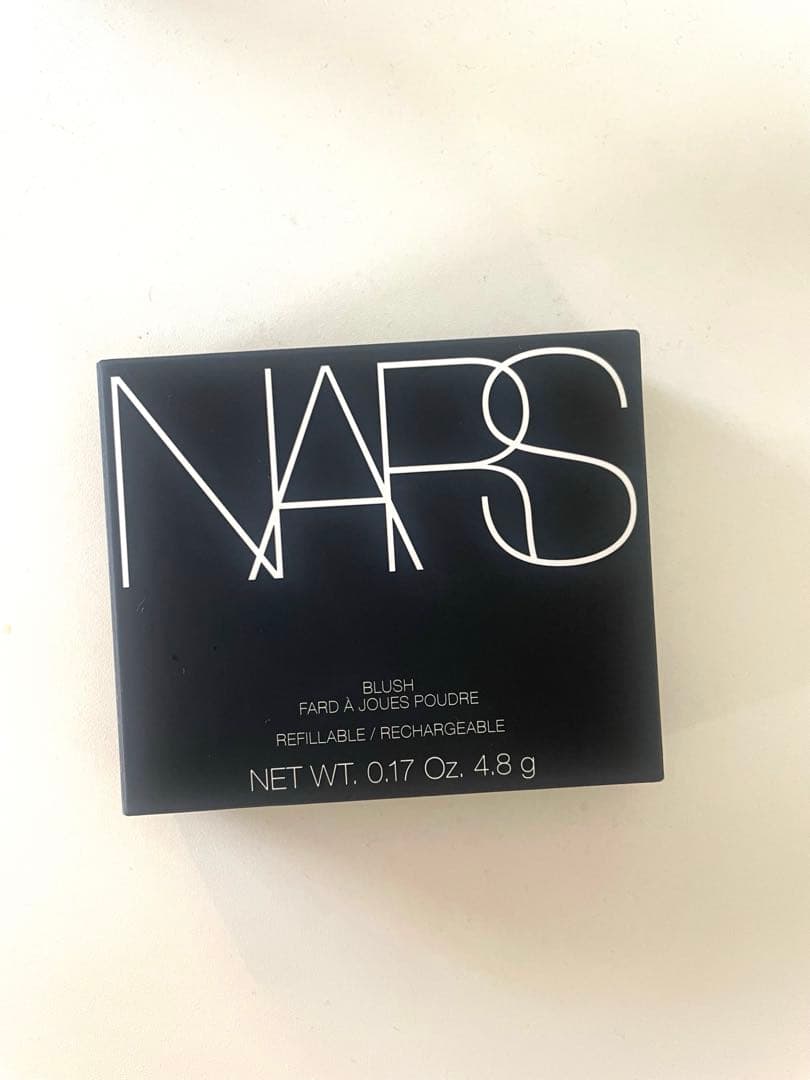 NARS
BLUSH
FARD À JOUES POUDRE
REFILLABLE / RECHARGEABLE
NET WT. 0.17 Oz. 4.8 g